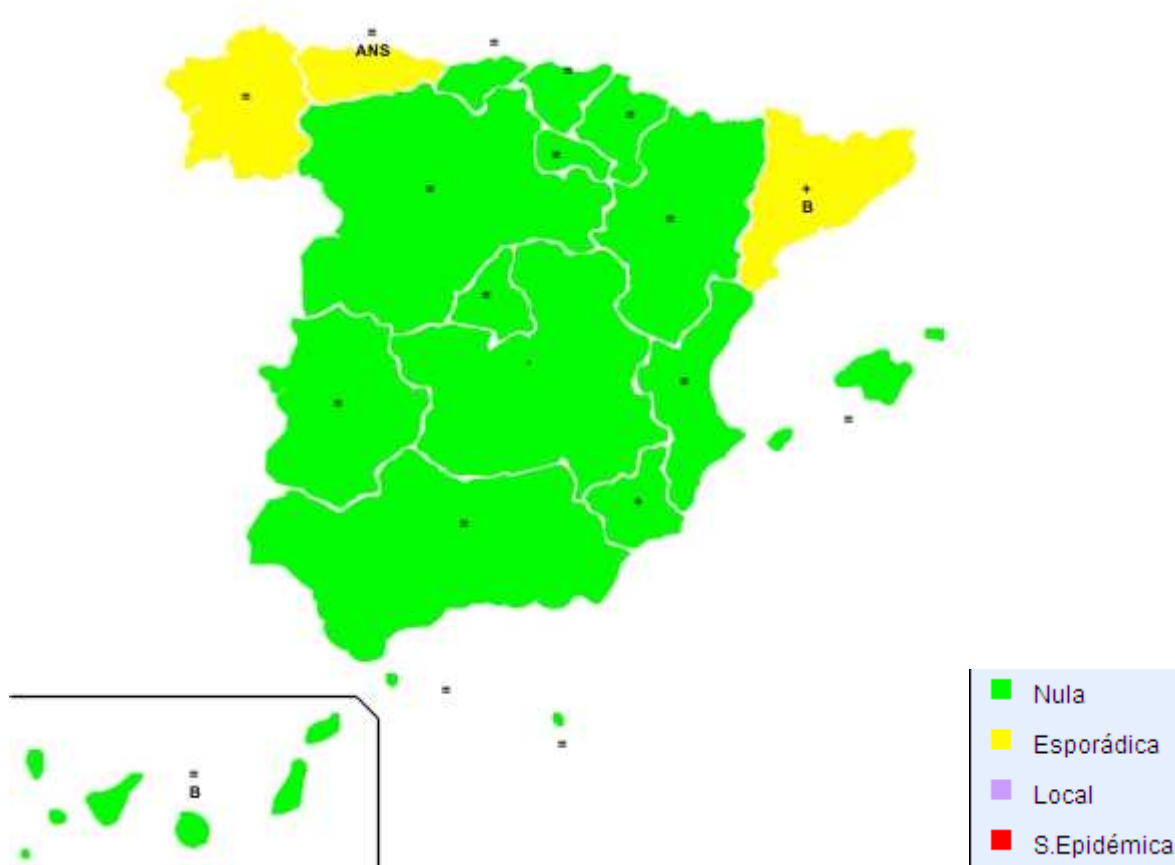 =
ANS
=
=
=
=
=
=
+
B
=
=
=
=
=
=
=
=
=
=
B
Nula
Esporádica
Local
S.Epidémica